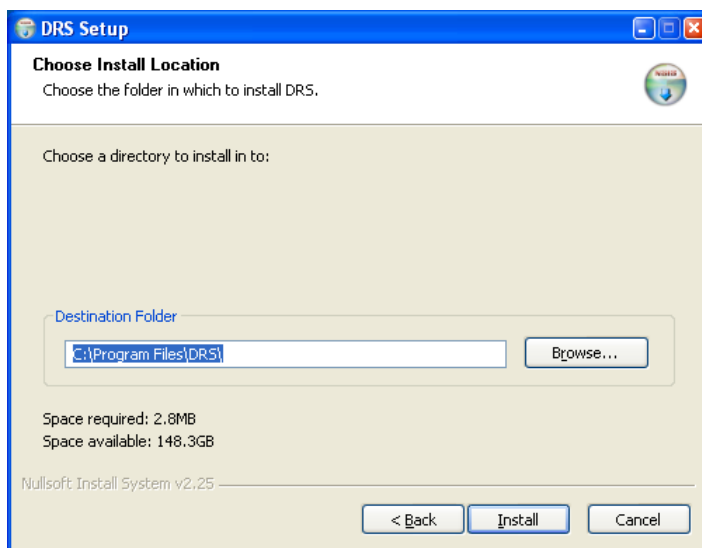 DRS Setup
Choose Install Location
Choose the folder in which to install DRS.
Choose a directory to install in to:
Destination Folder
C:\Program Files\DRS\
Browse...
Space required: 2.8MB
Space available: 148.3GB
Nullsoft Install System v2.25
< Back
Install
Cancel